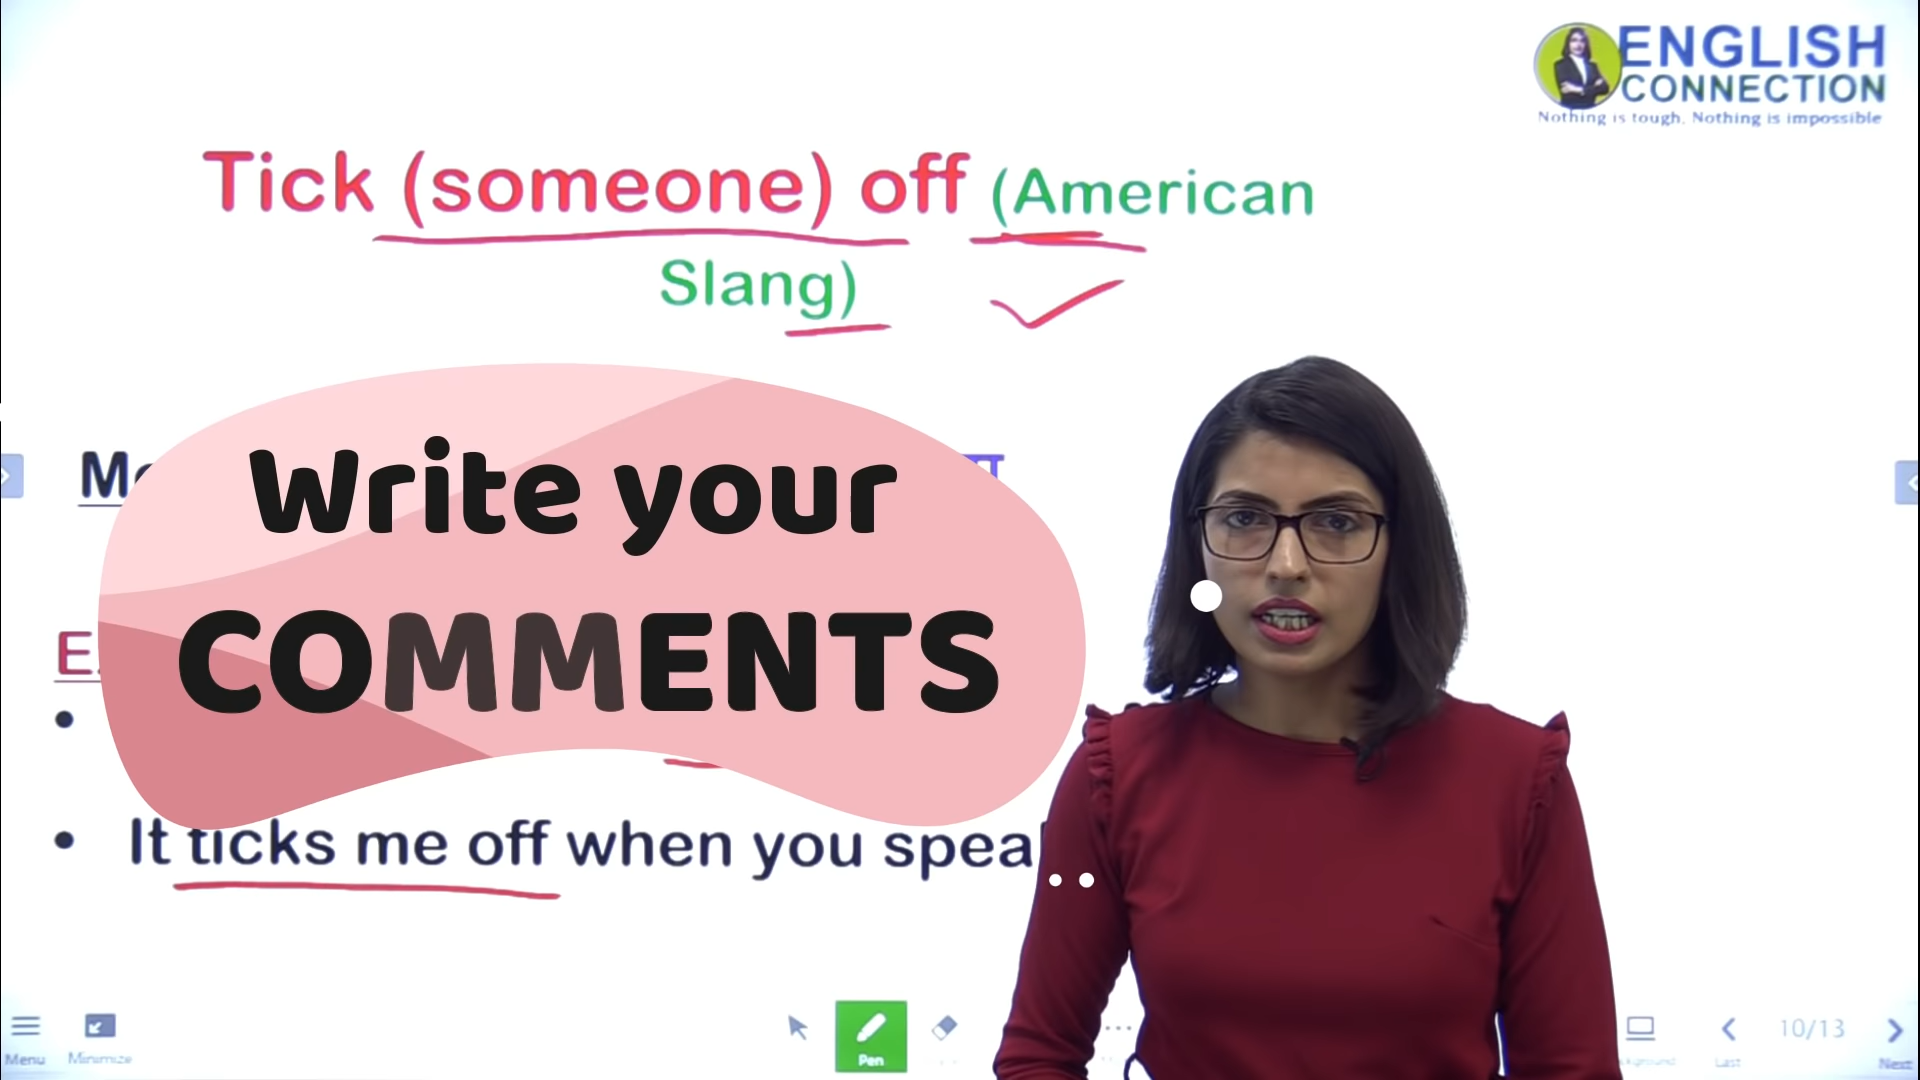 ENGLISH
CONNECTION
Nothing is tough, Nothing is impossible
Tick (someone) off (American
Slang)
Write your
COMMENTS
It ticks me off when you
Menu
Minimize
Pen
10/13
Last
Next